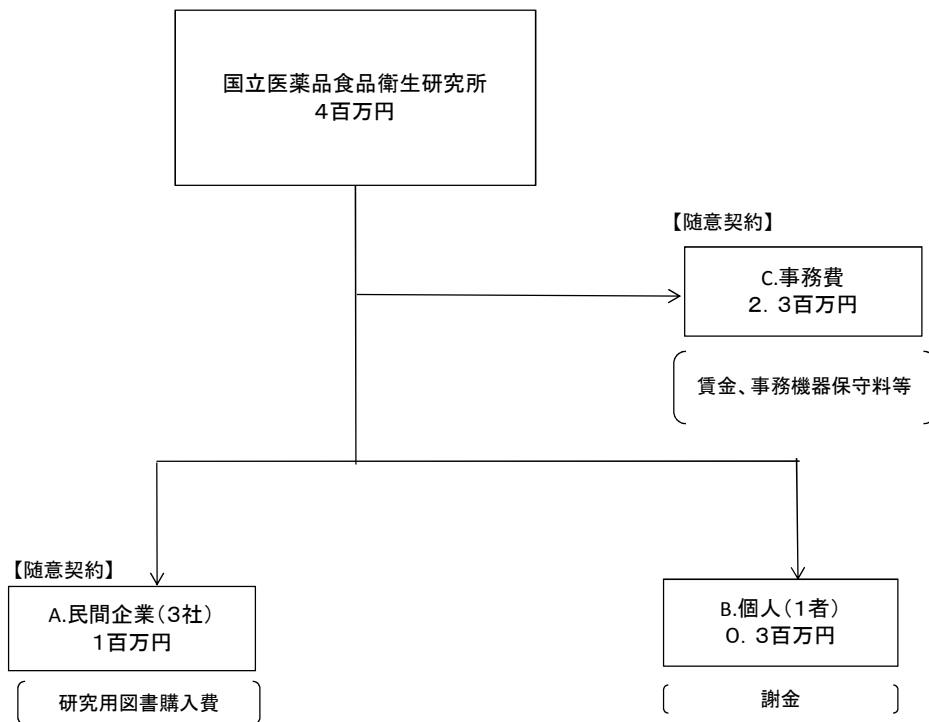 国立医薬品食品衛生研究所
４百万円
【随意契約】
C.事務費
２．３百万円
賃金、事務機器保守料等
【随意契約】
A.民間企業（３社）
１百万円
研究用図書購入費
B.個人（１者）
０．３百万円
謝金